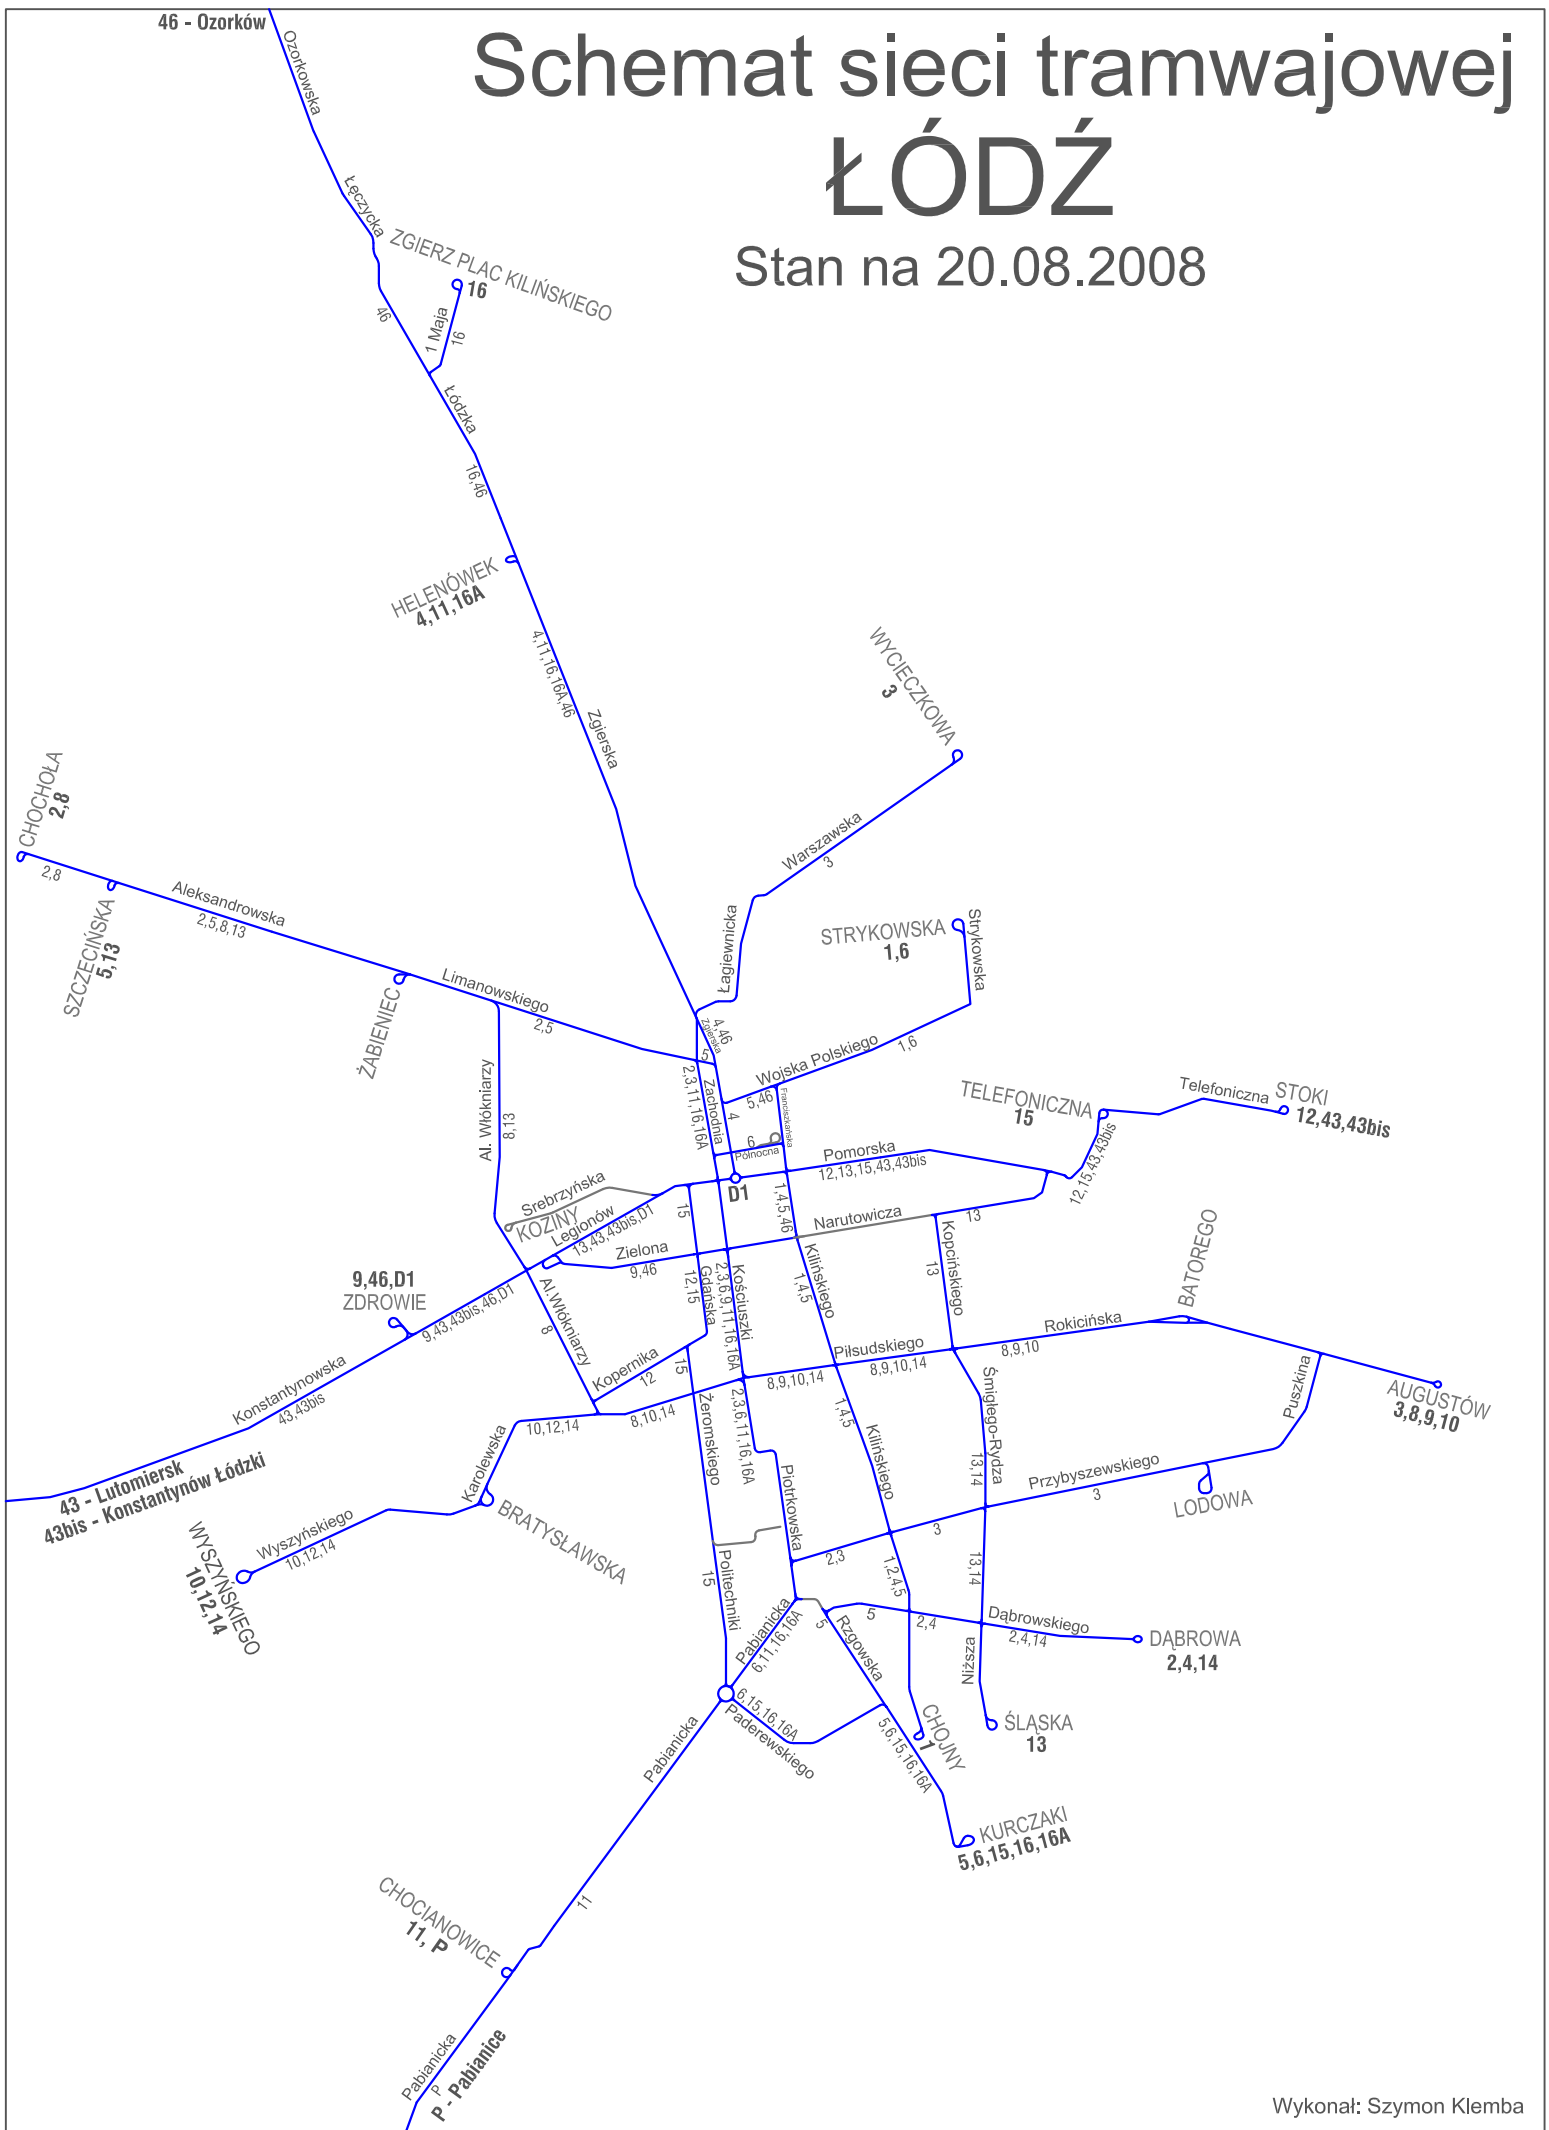 46 - Ozorków
Schemat sieci tramwajowej
ŁÓDŹ
Stan na 20.08.2008
Ozorkowska
Łęczycka
ZGIERZ PLAC KILIŃSKIEGO
16
46
1 Maja
16
Łódzka
16,46
HELENÓWEK
4,11,16A
4,11,16,16A,46
Zgierska
WYCIECZKOWA
3
Warszawska
3
CHOCHOŁA
2,8
2,8
SZCZECIŃSKA
5,13
Aleksandrowska
2,5,8,13
ŻABIENIEC
Limanowskiego
2,5
Łagiewnicka
STRYKOWSKA
1,6
Strykowska
Zgierska
4,46
5
Wojska Polskiego
1,6
5,46
Al. Włókniarzy
8,13
2,3,11,16,16A
Zachodnia
4
Franciszkańska
6
Północna
TELEFONICZNA
15
Telefoniczna
STOKI
12,43,43bis
Pomorska
12,13,15,43,43bis
12,15,43,43bis
D1
Srebrzyńska
KOZINY
Legionów
13,43,43bis,D1
15
1,4,5,46
Narutowicza
13
Zielona
9,46
Kopcińskiego
13
BATOREGO
9,46,D1
ZDROWIE
9,43,43bis,46,D1
Al.Włókniarzy
8
12,15
Gdańska
Kościuszki
2,3,6,9,11,16,16A
Kilińskiego
1,4,5
Rokicińska
8,9,10
Piłsudskiego
8,9,10,14
8,9,10,14
Kopernika
12
15
Konstantynowska
43,43bis
Puszkina
AUGUSTÓW
3,8,9,10
10,12,14
8,10,14
Żeromskiego
2,3,6,11,16,16A
1,4,5
Kilińskiego
Śmigłego-Rydza
13,14
Karolewska
43 - Lutomiersk
43bis - Konstantynów Łódzki
BRATYSŁAWSKA
Piotrkowska
Przybyszewskiego
3
LODOWA
Wyszyńskiego
10,12,14
WYSZYŃSKIEGO
10,12,14
3
2,3
15
Politechniki
1,2,4,5
13,14
Pabianicka
6,11,16,16A
5
Rzgowska
5
2,4
Dąbrowskiego
2,4,14
DĄBROWA
2,4,14
Niższa
6,15,16,16A
Paderewskiego
Pabianicka
5,6,15,16,16A
CHOJNY
1
ŚLĄSKA
13
KURCZAKI
5,6,15,16,16A
11
CHOCIANOWICE
11, P
Pabianicka
P
P - Pabianice
Wykonał: Szymon Klemba